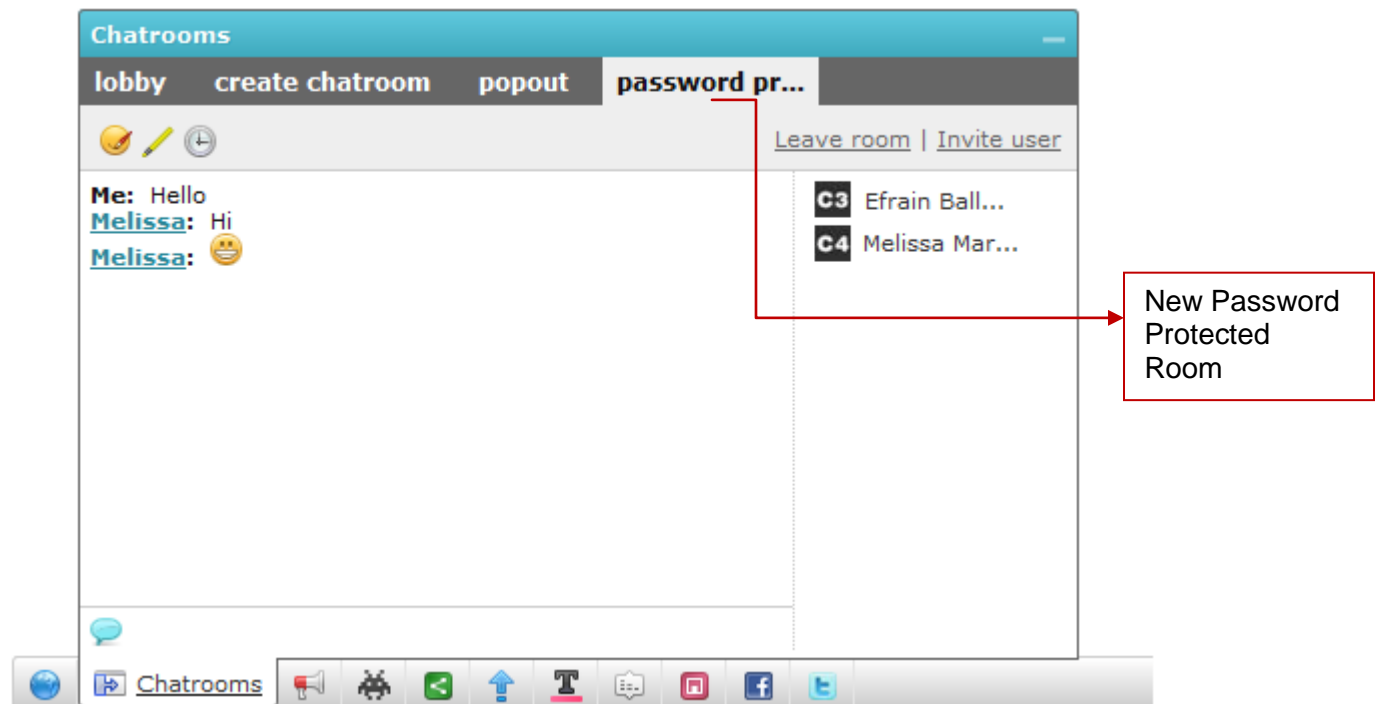 Chatrooms
lobby create chatroom popout password pr...
Leave room | Invite user
Me: Hello
Melissa: Hi
Melissa:
C3 Efrain Ball...
C4 Melissa Mar...
New Password
Protected
Room
Chatrooms